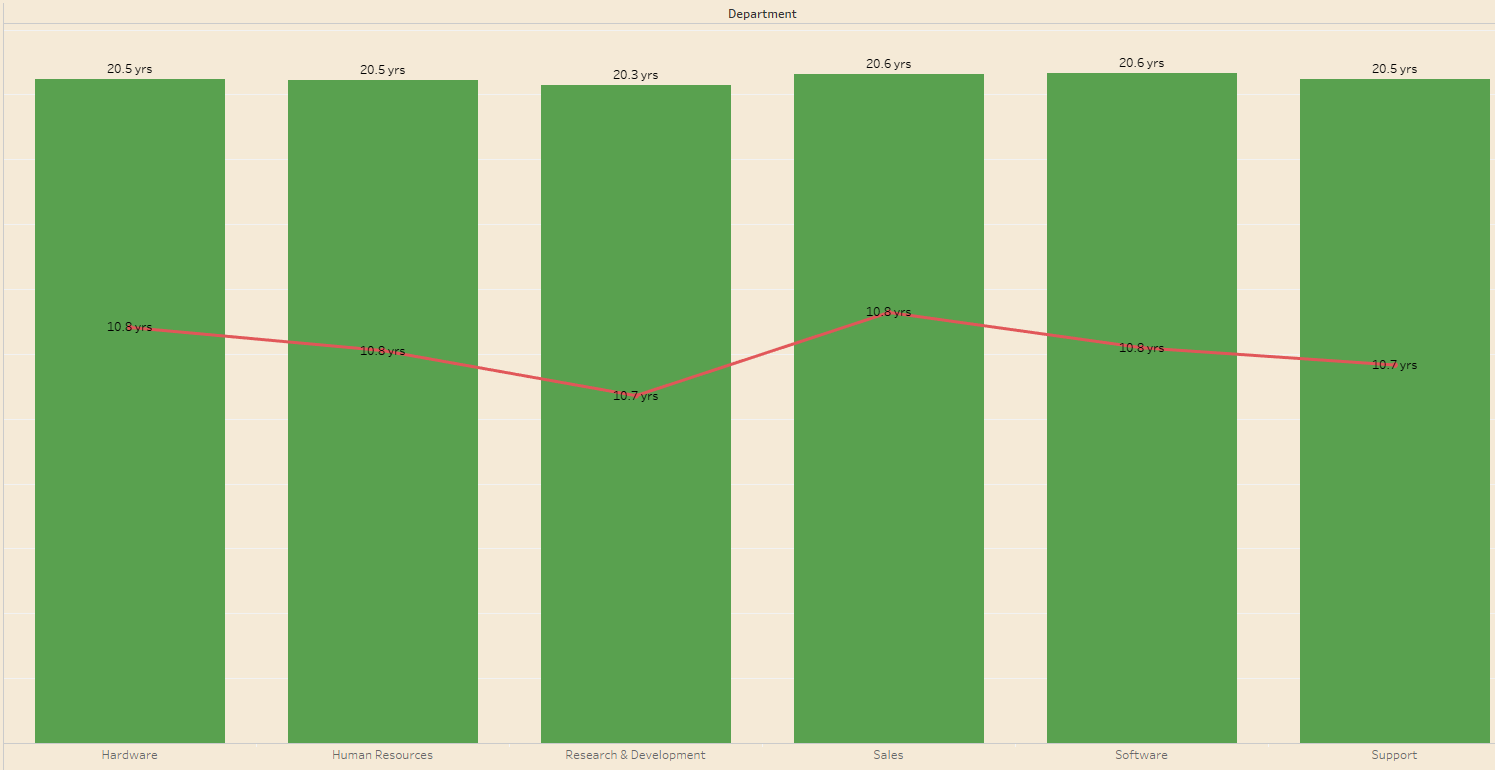 Department
20.5 yrs
20.5 yrs
20.3 yrs
20.6 yrs
20.6 yrs
20.5 yrs
10.8 yrs
10.8 yrs
10.7 yrs
10.8 yrs
10.8 yrs
10.7 yrs
Hardware
Human Resources
Research & Development
Sales
Software
Support